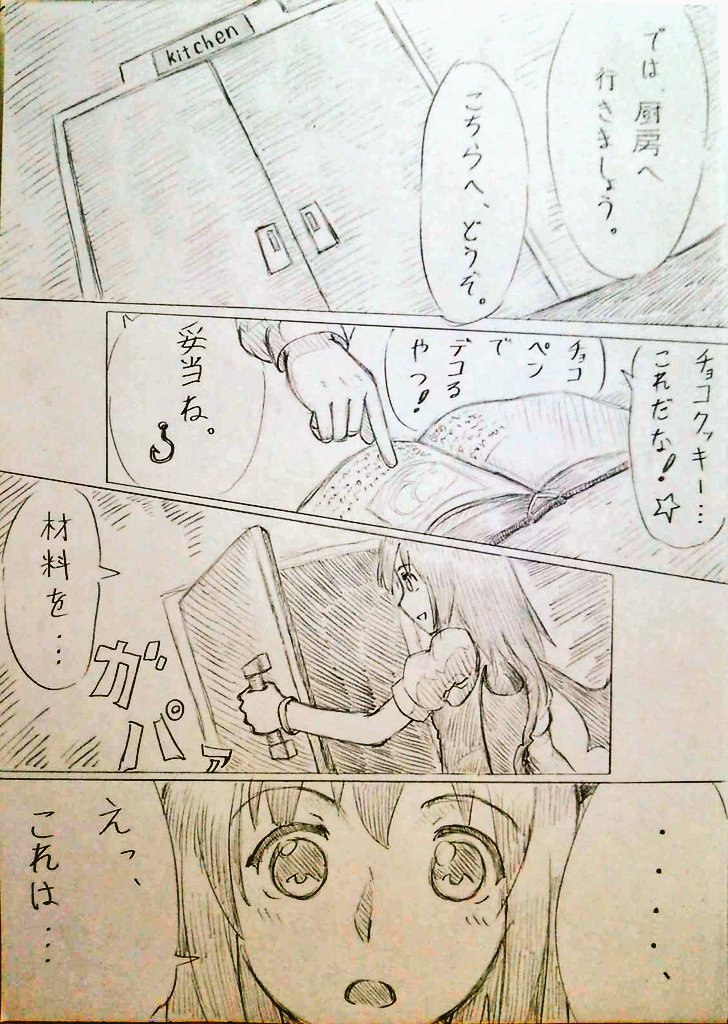 では、厨房へ
行きましょう。
こちらへ、どうぞ。
kitchen
チョコクッキー…
これだな!☆
チョコ
ペン
で
デコる
やつ!
妥当ね。
材料を…
ガバァ
・・・・・、
えっ、
これは…